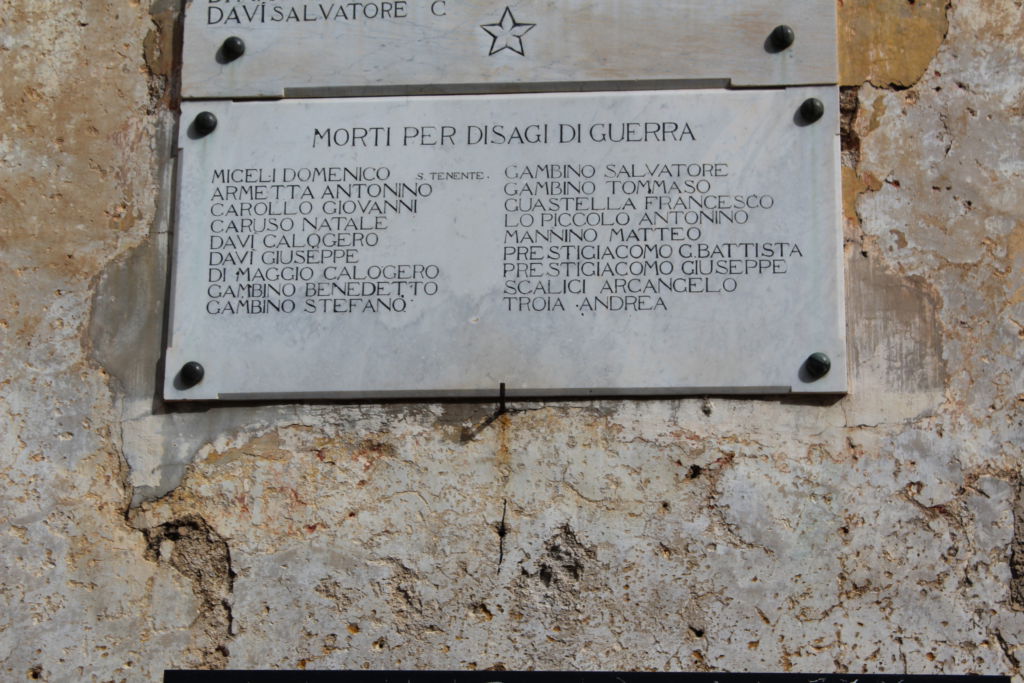 DAVÌ SALVATORE C
MORTI PER DISAGI DI GUERRA
MICELI DOMENICO S. TENENTE.
ARMETTA ANTONINO
CAROLLO GIOVANNI
CARUSO NATALE
DAVÌ CALOGERO
DAVÌ GIUSEPPE
DI MAGGIO CALOGERO
GAMBINO BENEDETTO
GAMBINO STEFANO
GAMBINO SALVATORE
GAMBINO TOMMASO
GUASTELLA FRANCESCO
LO PICCOLO ANTONINO
MANNINO MATTEO
PRESTIGIACOMO G.BATTISTA
PRESTIGIACOMO GIUSEPPE
SCALICI ARCANGELO
TROIA ANDREA